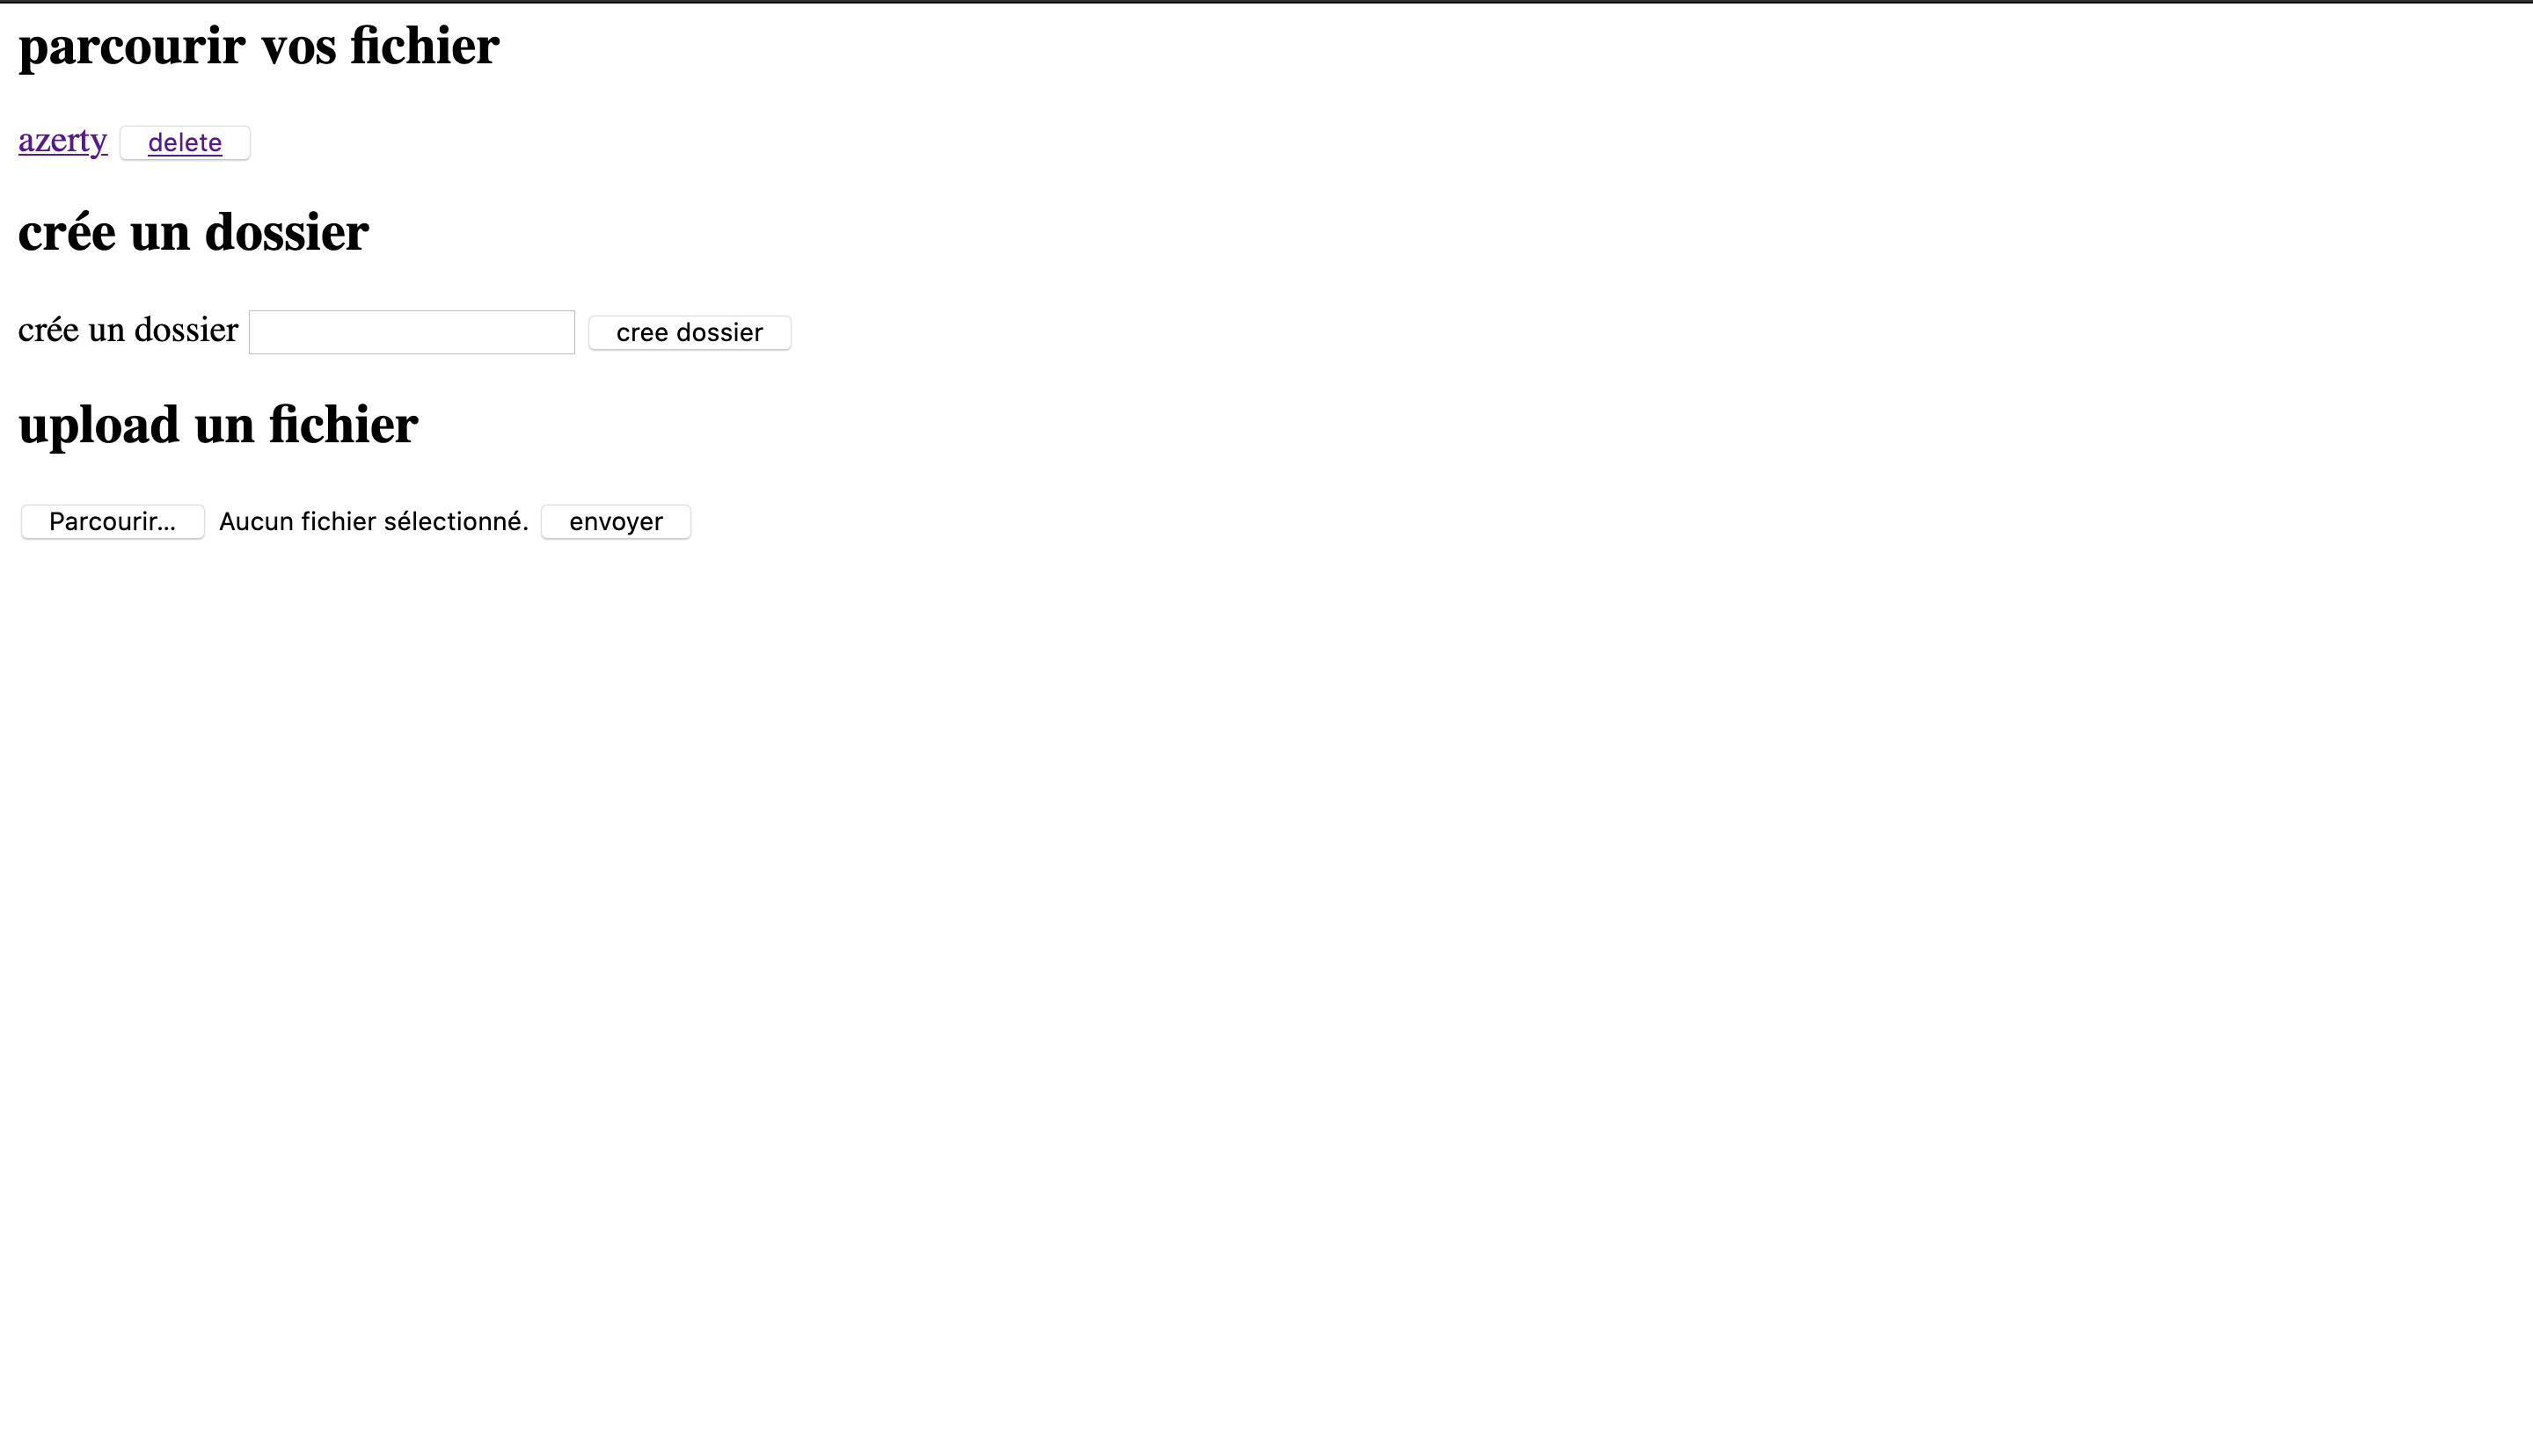 parcourir vos fichier
azerty delete
crée un dossier
crée un dossier cree dossier
upload un fichier
Parcourir... Aucun fichier sélectionné. envoyer